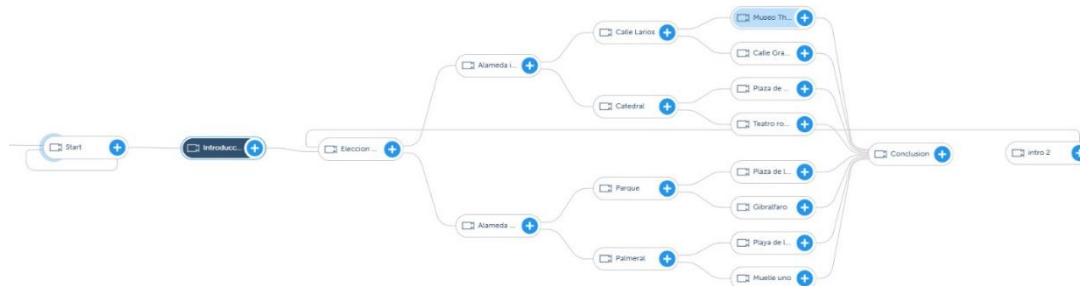 Museo Th...
Calle Larios
Calle Gra...
Alameda i...
Catedral
Plaza de ...
Teatro ro...
Start
Introducc...
Eleccion ...
Conclusion
intro 2
Parque
Plaza de l...
Gibralfaro
Alameda ...
Palmeral
Playa de l...
Muelle uno